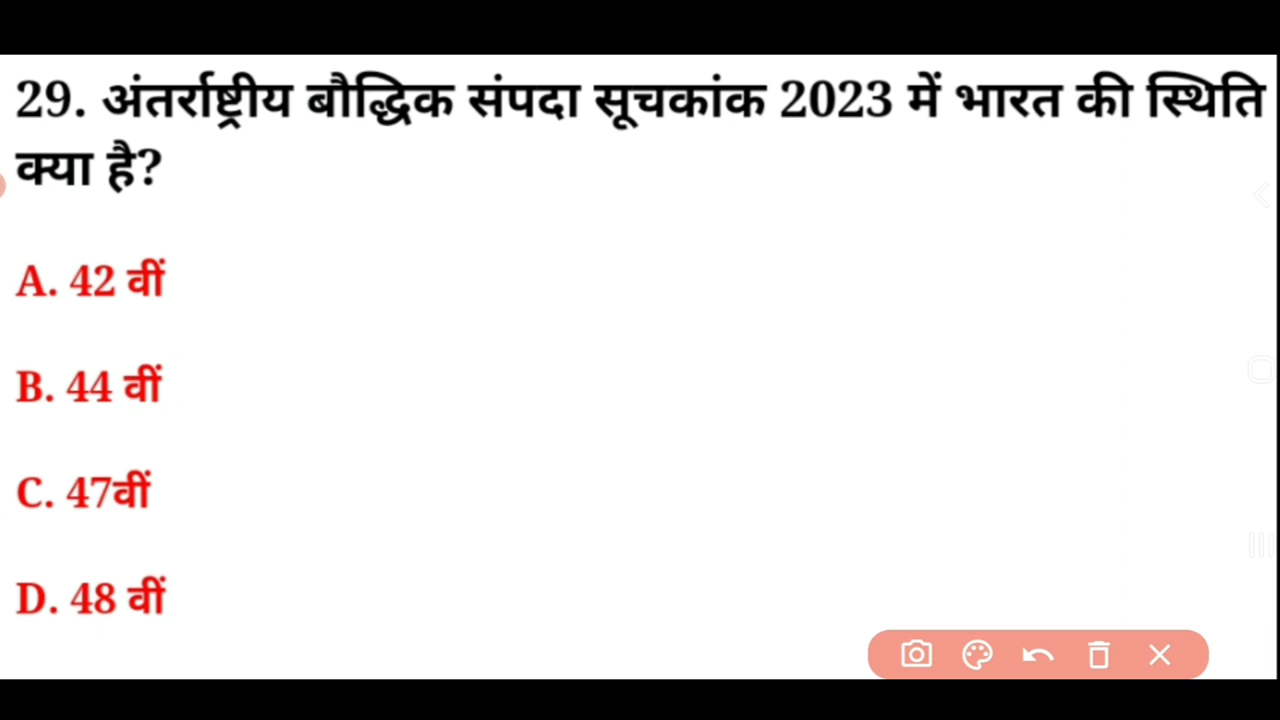 29. अंतर्राष्ट्रीय बौद्धिक संपदा सूचकांक 2023 में भारत की स्थिति
क्या है?
A. 42 वीं
B. 44 वीं
C. 47वीं
D. 48 वीं